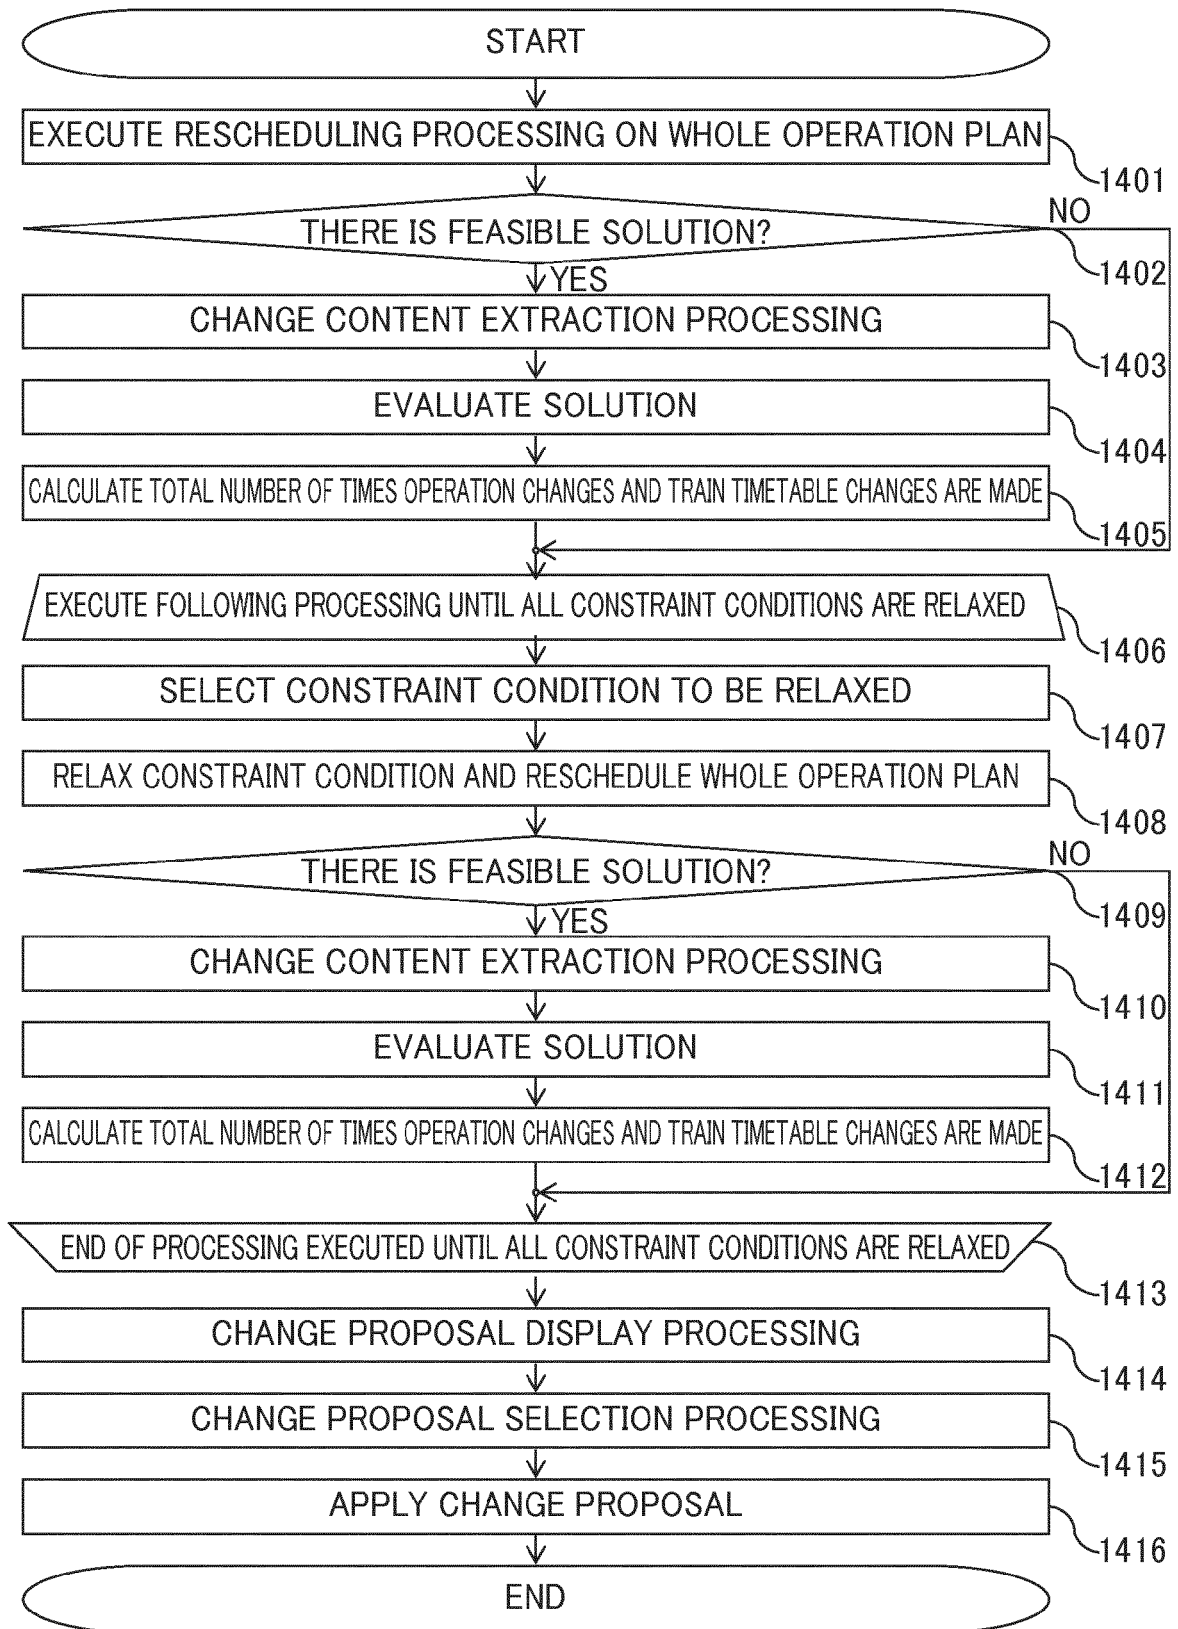 START
EXECUTE RESCHEDULING PROCESSING ON WHOLE OPERATION PLAN
1401
THERE IS FEASIBLE SOLUTION?
NO
1402
YES
CHANGE CONTENT EXTRACTION PROCESSING
1403
EVALUATE SOLUTION
1404
CALCULATE TOTAL NUMBER OF TIMES OPERATION CHANGES AND TRAIN TIMETABLE CHANGES ARE MADE
1405
EXECUTE FOLLOWING PROCESSING UNTIL ALL CONSTRAINT CONDITIONS ARE RELAXED
1406
SELECT CONSTRAINT CONDITION TO BE RELAXED
1407
RELAX CONSTRAINT CONDITION AND RESCHEDULE WHOLE OPERATION PLAN
1408
THERE IS FEASIBLE SOLUTION?
NO
1409
YES
CHANGE CONTENT EXTRACTION PROCESSING
1410
EVALUATE SOLUTION
1411
CALCULATE TOTAL NUMBER OF TIMES OPERATION CHANGES AND TRAIN TIMETABLE CHANGES ARE MADE
1412
END OF PROCESSING EXECUTED UNTIL ALL CONSTRAINT CONDITIONS ARE RELAXED
1413
CHANGE PROPOSAL DISPLAY PROCESSING
1414
CHANGE PROPOSAL SELECTION PROCESSING
1415
APPLY CHANGE PROPOSAL
1416
END